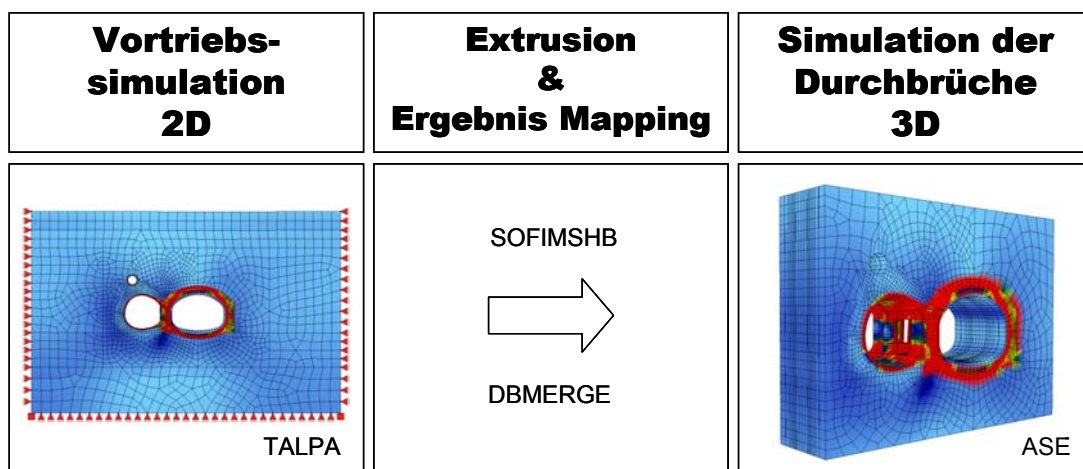 Vortriebs-
simulation
2D
Extrusion
&
Ergebnis Mapping
Simulation der
Durchbrüche
3D
TALPA
SOFIMSHB
DBMERGE
ASE